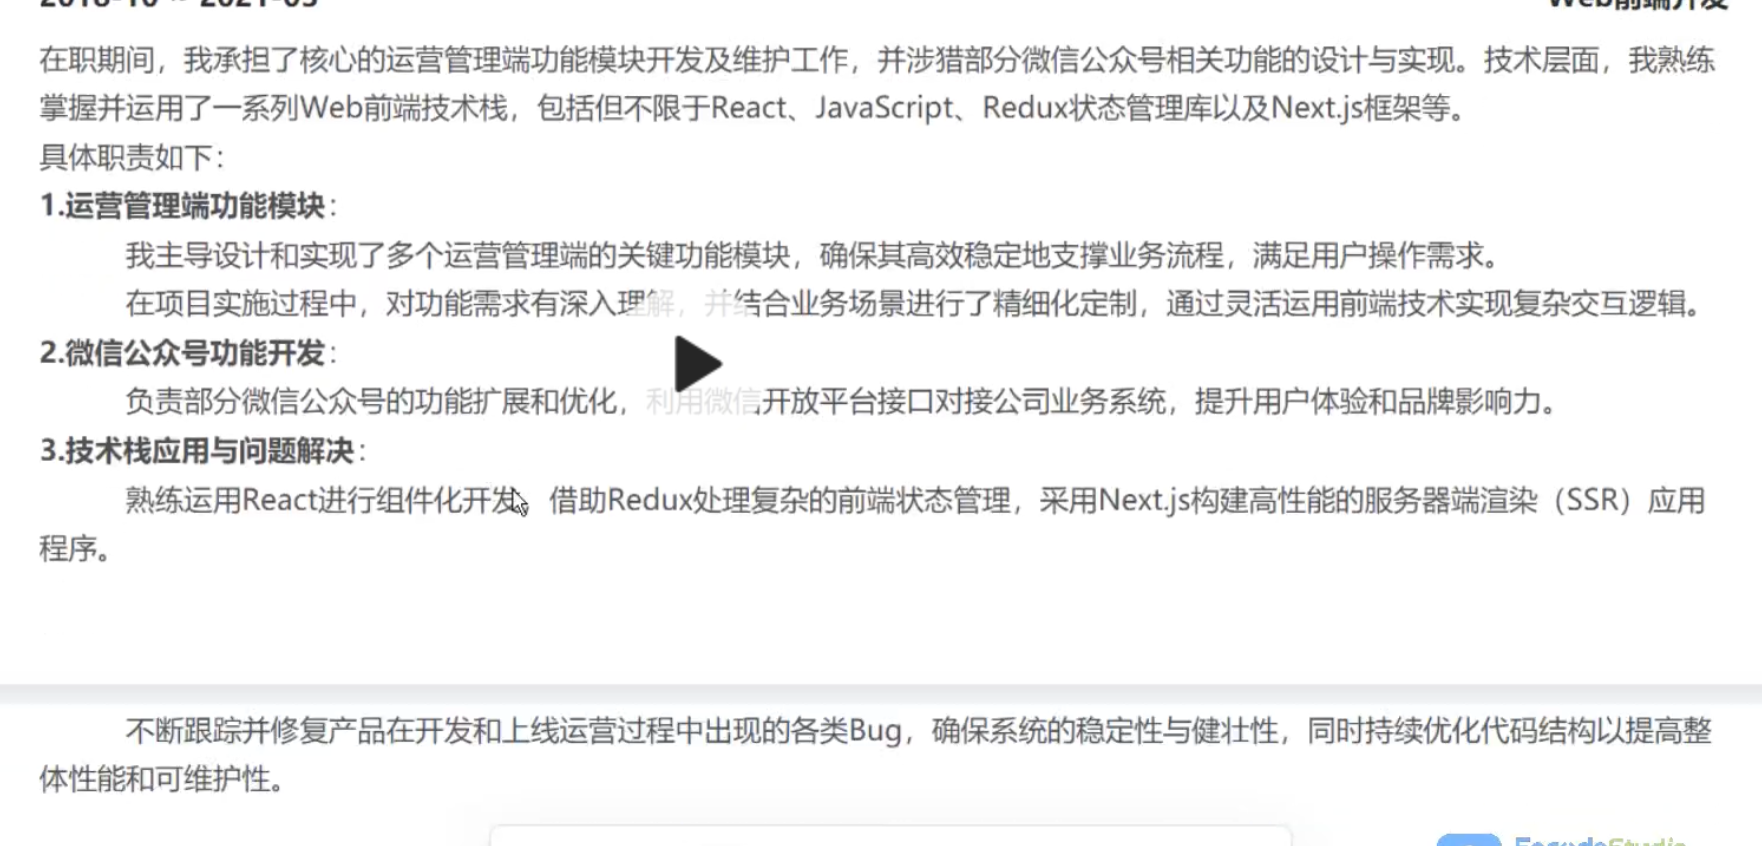 2018-10 ~ 2021-05
Web前端开发
在职期间，我承担了核心的运营管理端功能模块开发及维护工作，并涉猎部分微信公众号相关功能的设计与实现。技术层面，我熟练
掌握并运用了一系列Web前端技术栈，包括但不限于React、JavaScript、Redux状态管理库以及Next.js框架等。
具体职责如下：
1.运营管理端功能模块：
我主导设计和实现了多个运营管理端的关键功能模块，确保其高效稳定地支撑业务流程，满足用户操作需求。
在项目实施过程中，对功能需求有深入理解，并结合业务场景进行了精细化定制，通过灵活运用前端技术实现复杂交互逻辑。
2.微信公众号功能开发：
负责部分微信公众号的功能扩展和优化，利用微信开放平台接口对接公司业务系统，提升用户体验和品牌影响力。
3.技术栈应用与问题解决：
熟练运用React进行组件化开发，借助Redux处理复杂的前端状态管理，采用Next.js构建高性能的服务器端渲染（SSR）应用
程序。
不断跟踪并修复产品在开发和上线运营过程中出现的各类Bug，确保系统的稳定性与健壮性，同时持续优化代码结构以提高整
体性能和可维护性。